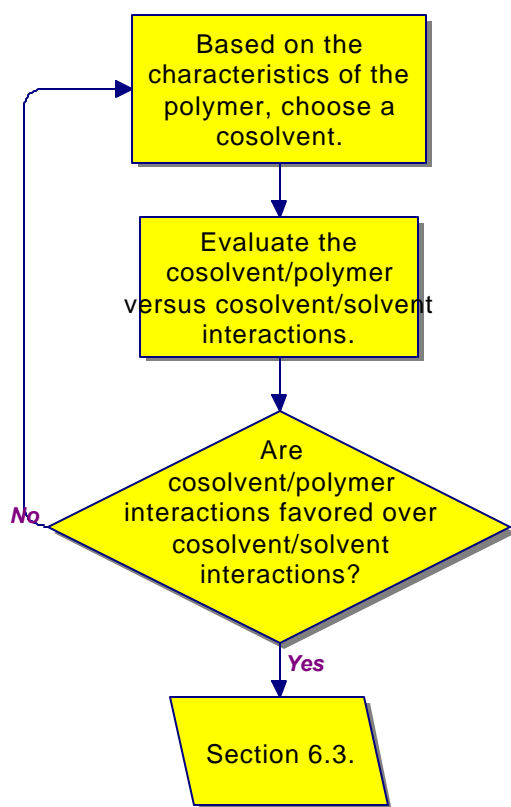 Based on the
characteristics of the
polymer, choose a
cosolvent.
Evaluate the
cosolvent/polymer
versus cosolvent/solvent
interactions.
Are
cosolvent/polymer
interactions favored over
cosolvent/solvent
interactions?
No
Yes
Section 6.3.